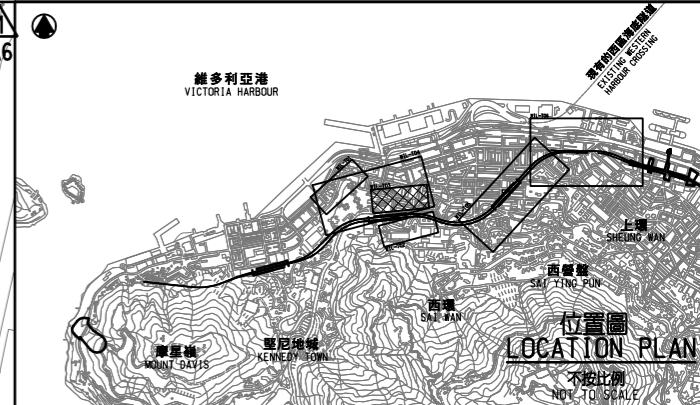 6
維多利亞港
VICTORIA HARBOUR
現有的西區海底隧道
EXISTING WESTERN
HARBOUR CROSSING
上環
SHEUNG WAN
西營盤
SAI YING PUN
西環
SAI WAN
堅尼地城
KENNEDY TOWN
摩星嶺
MOUNT DAVIS
位置圖
LOCATION PLAN
不按比例
NOT TO SCALE